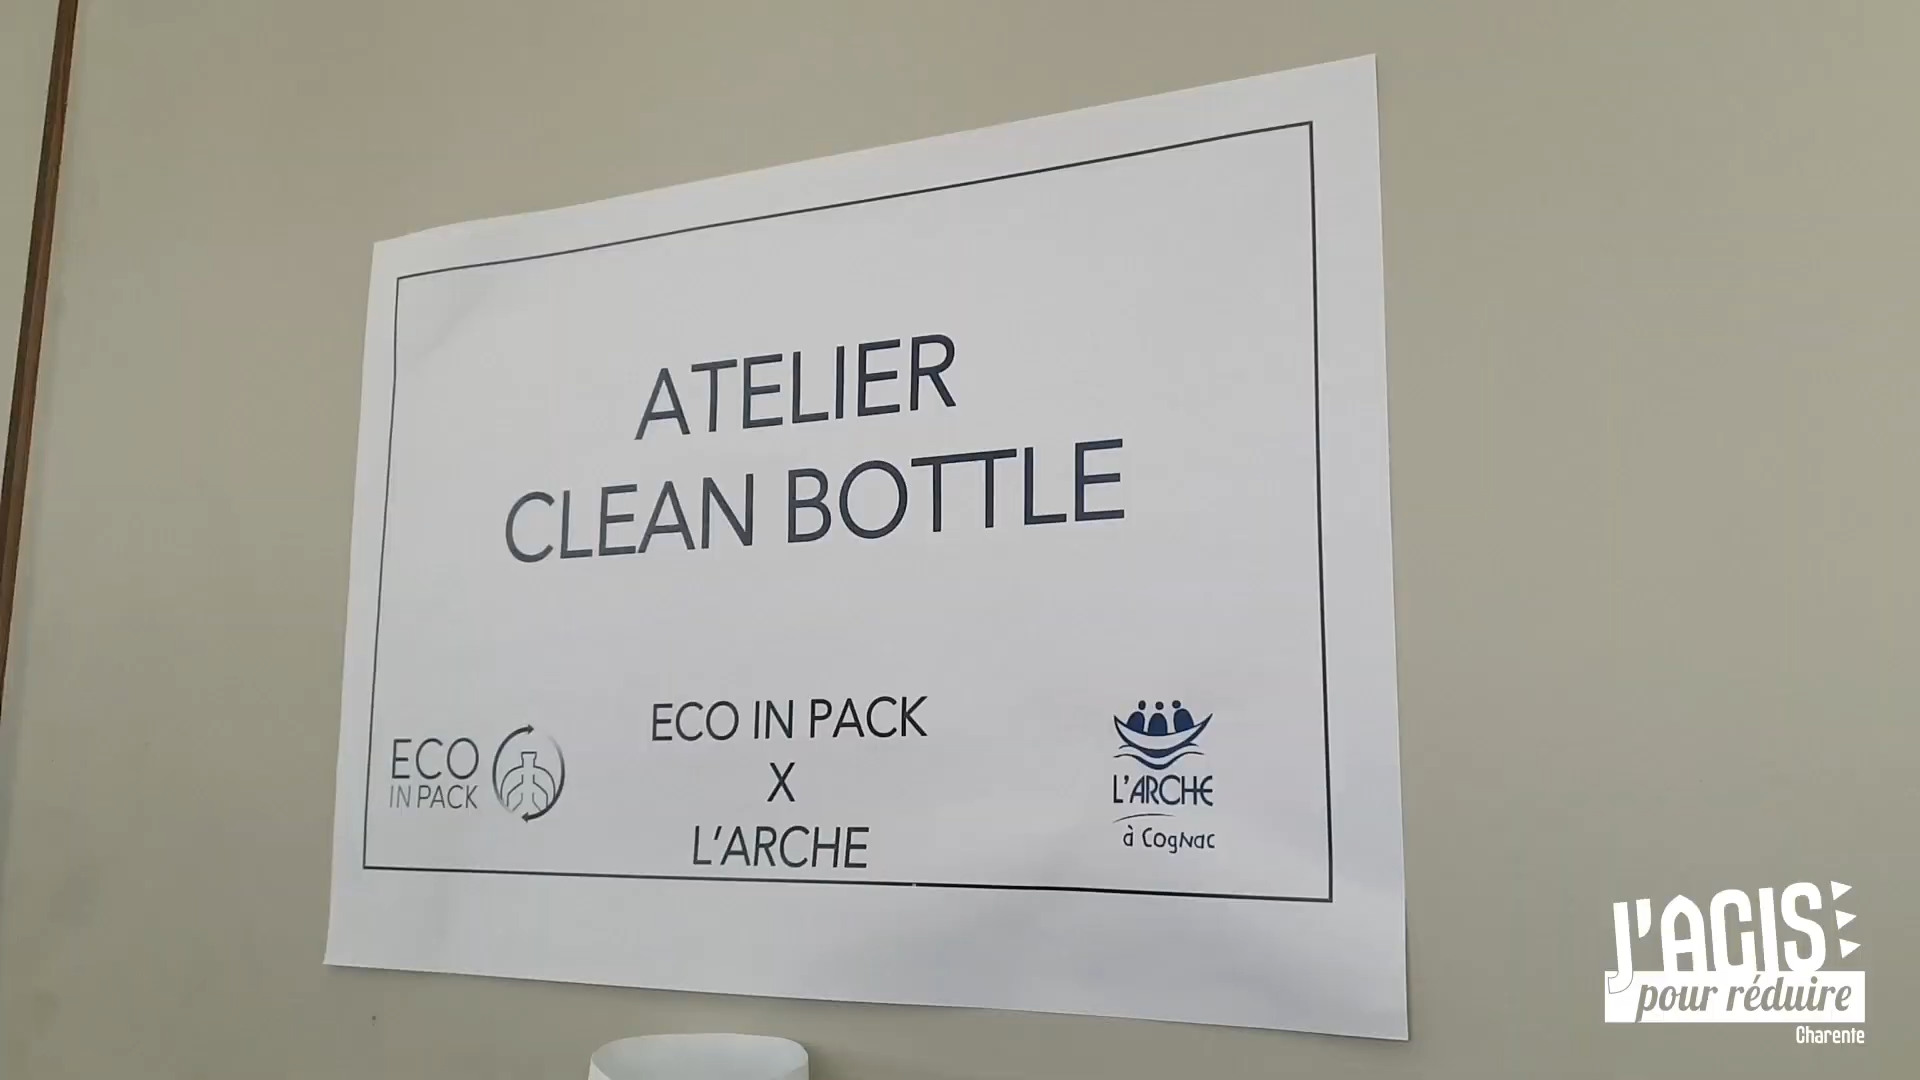 ATELIER
CLEAN BOTTLE
ECO IN PACK
X
L'ARCHE
ECO
IN PACK
L'ARCHE
à Cognac
J'AGIS
pour réduire
Charente